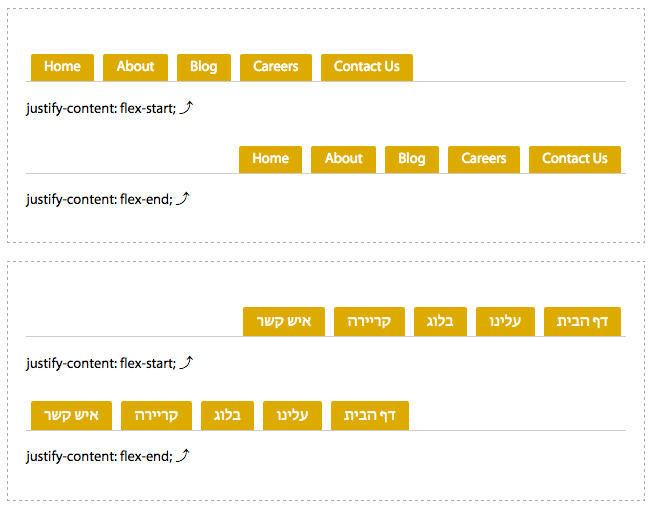 Home About Blog Careers Contact Us
justify-content: flex-start;
Home About Blog Careers Contact Us
justify-content: flex-end;
דף הבית עלינו בלוג קריירה איש קשר
justify-content: flex-start;
דף הבית עלינו בלוג קריירה איש קשר
justify-content: flex-end;